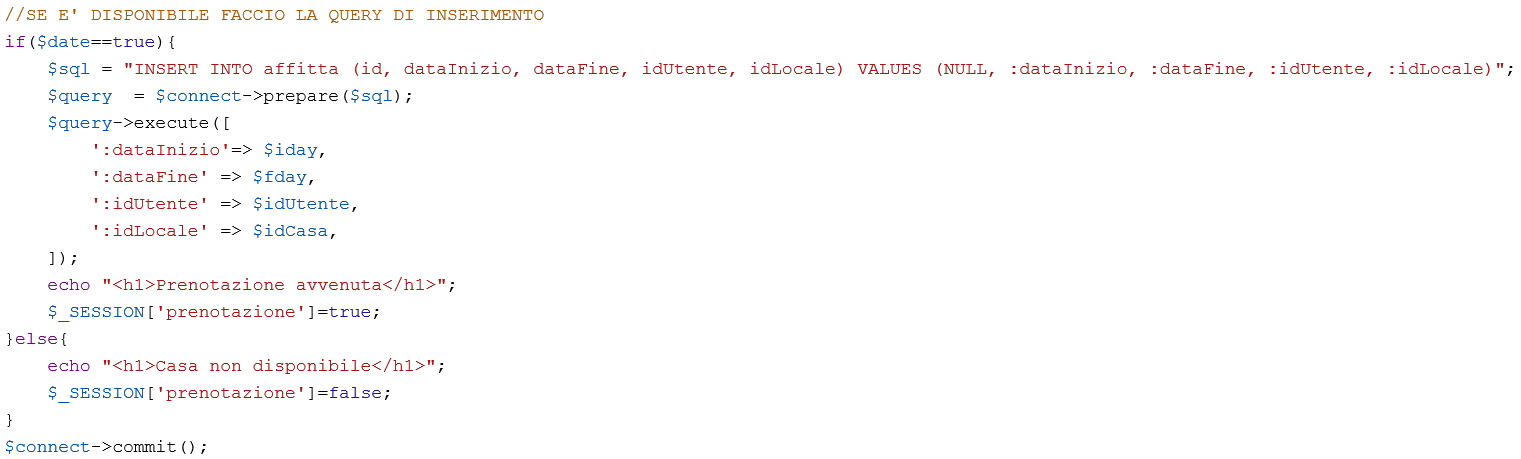 //SE E' DISPONIBILE FACCIO LA QUERY DI INSERIMENTO
if($date==true){
    $sql = "INSERT INTO affitta (id, dataInizio, dataFine, idUtente, idLocale) VALUES (NULL, :dataInizio, :dataFine, :idUtente, :idLocale)";
    $query  = $connect->prepare($sql);
    $query->execute([
        ':dataInizio'=> $iday,
        ':dataFine' => $fday,
        ':idUtente' => $idUtente,
        ':idLocale' => $idCasa,
    ]);
    echo "<h1>Prenotazione avvenuta</h1>";
    $_SESSION['prenotazione']=true;
}else{
    echo "<h1>Casa non disponibile</h1>";
    $_SESSION['prenotazione']=false;
}
$connect->commit();